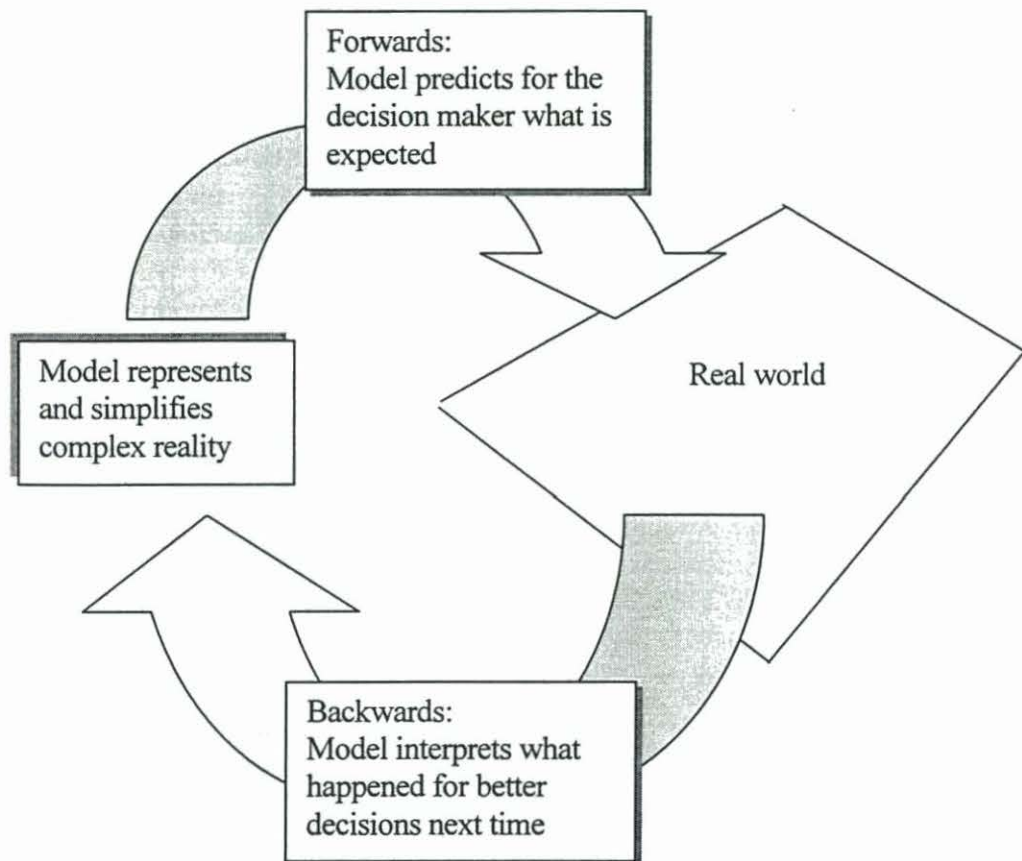 Forwards:
Model predicts for the
decision maker what is
expected
Real world
Model represents
and simplifies
complex reality
Backwards:
Model interprets what
happened for better
decisions next time